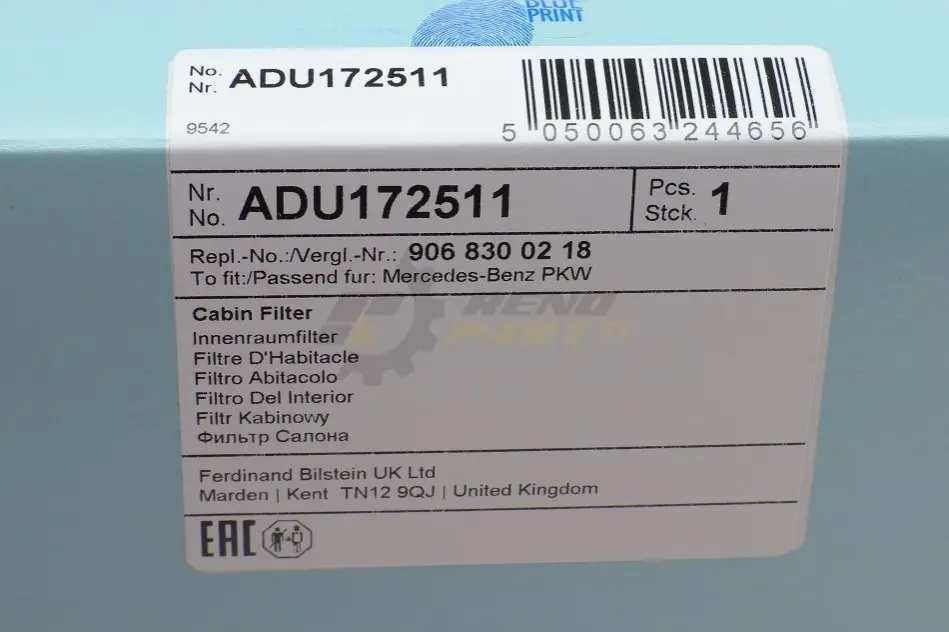 BLUE
PRINT
No.
Nr. ADU172511
9542
5 050063 244656
Nr.
No. ADU172511
Pcs.
Stck. 1
Repl.-No.:/Vergl.-Nr.: 906 830 02 18
To fit:/Passend fur: Mercedes-Benz PKW
RENO
PARTS
Cabin Filter
Innenraumfilter
Filtre D'Habitacle
Filtro Abitacolo
Filtro Del Interior
Filtr Kabinowy
Фильтр Салона
Ferdinand Bilstein UK Ltd
Marden | Kent TN12 9QJ | United Kingdom
EAC